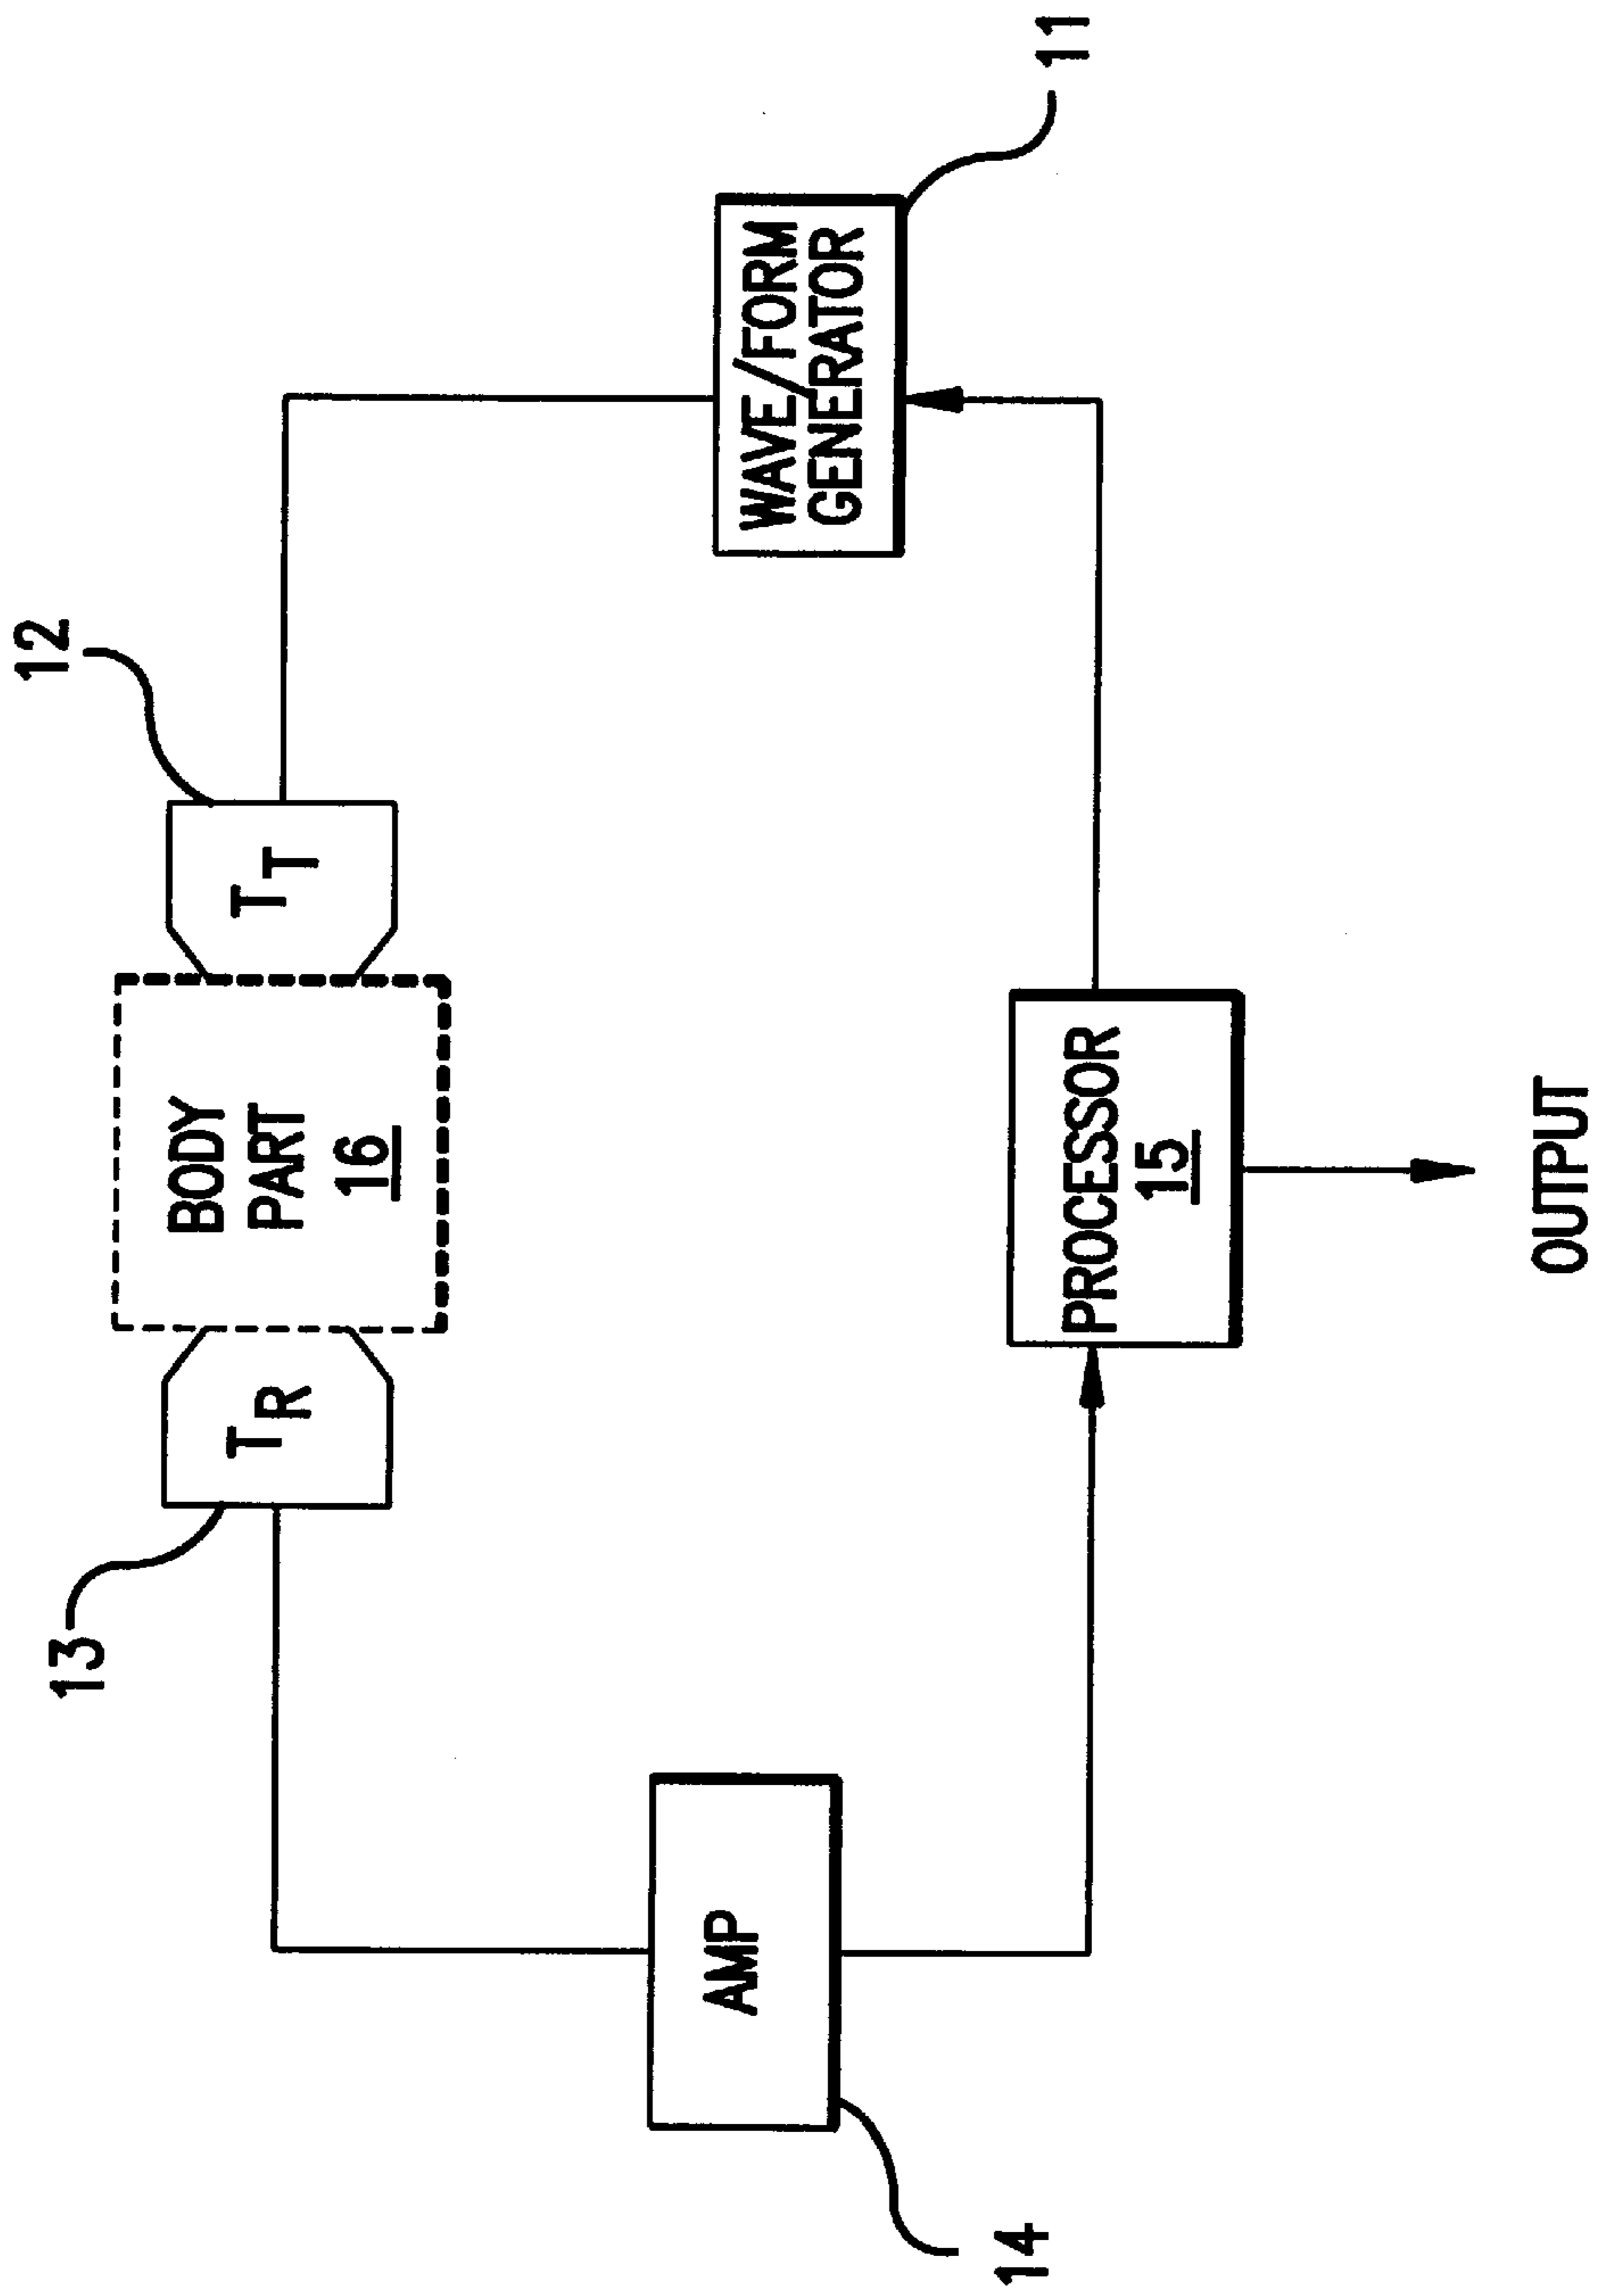 12
13
T_T
T_R
BODY
PART
16
WAVE/FORM
GENERATOR
11
AMP
14
PROCESSOR
15
OUTPUT